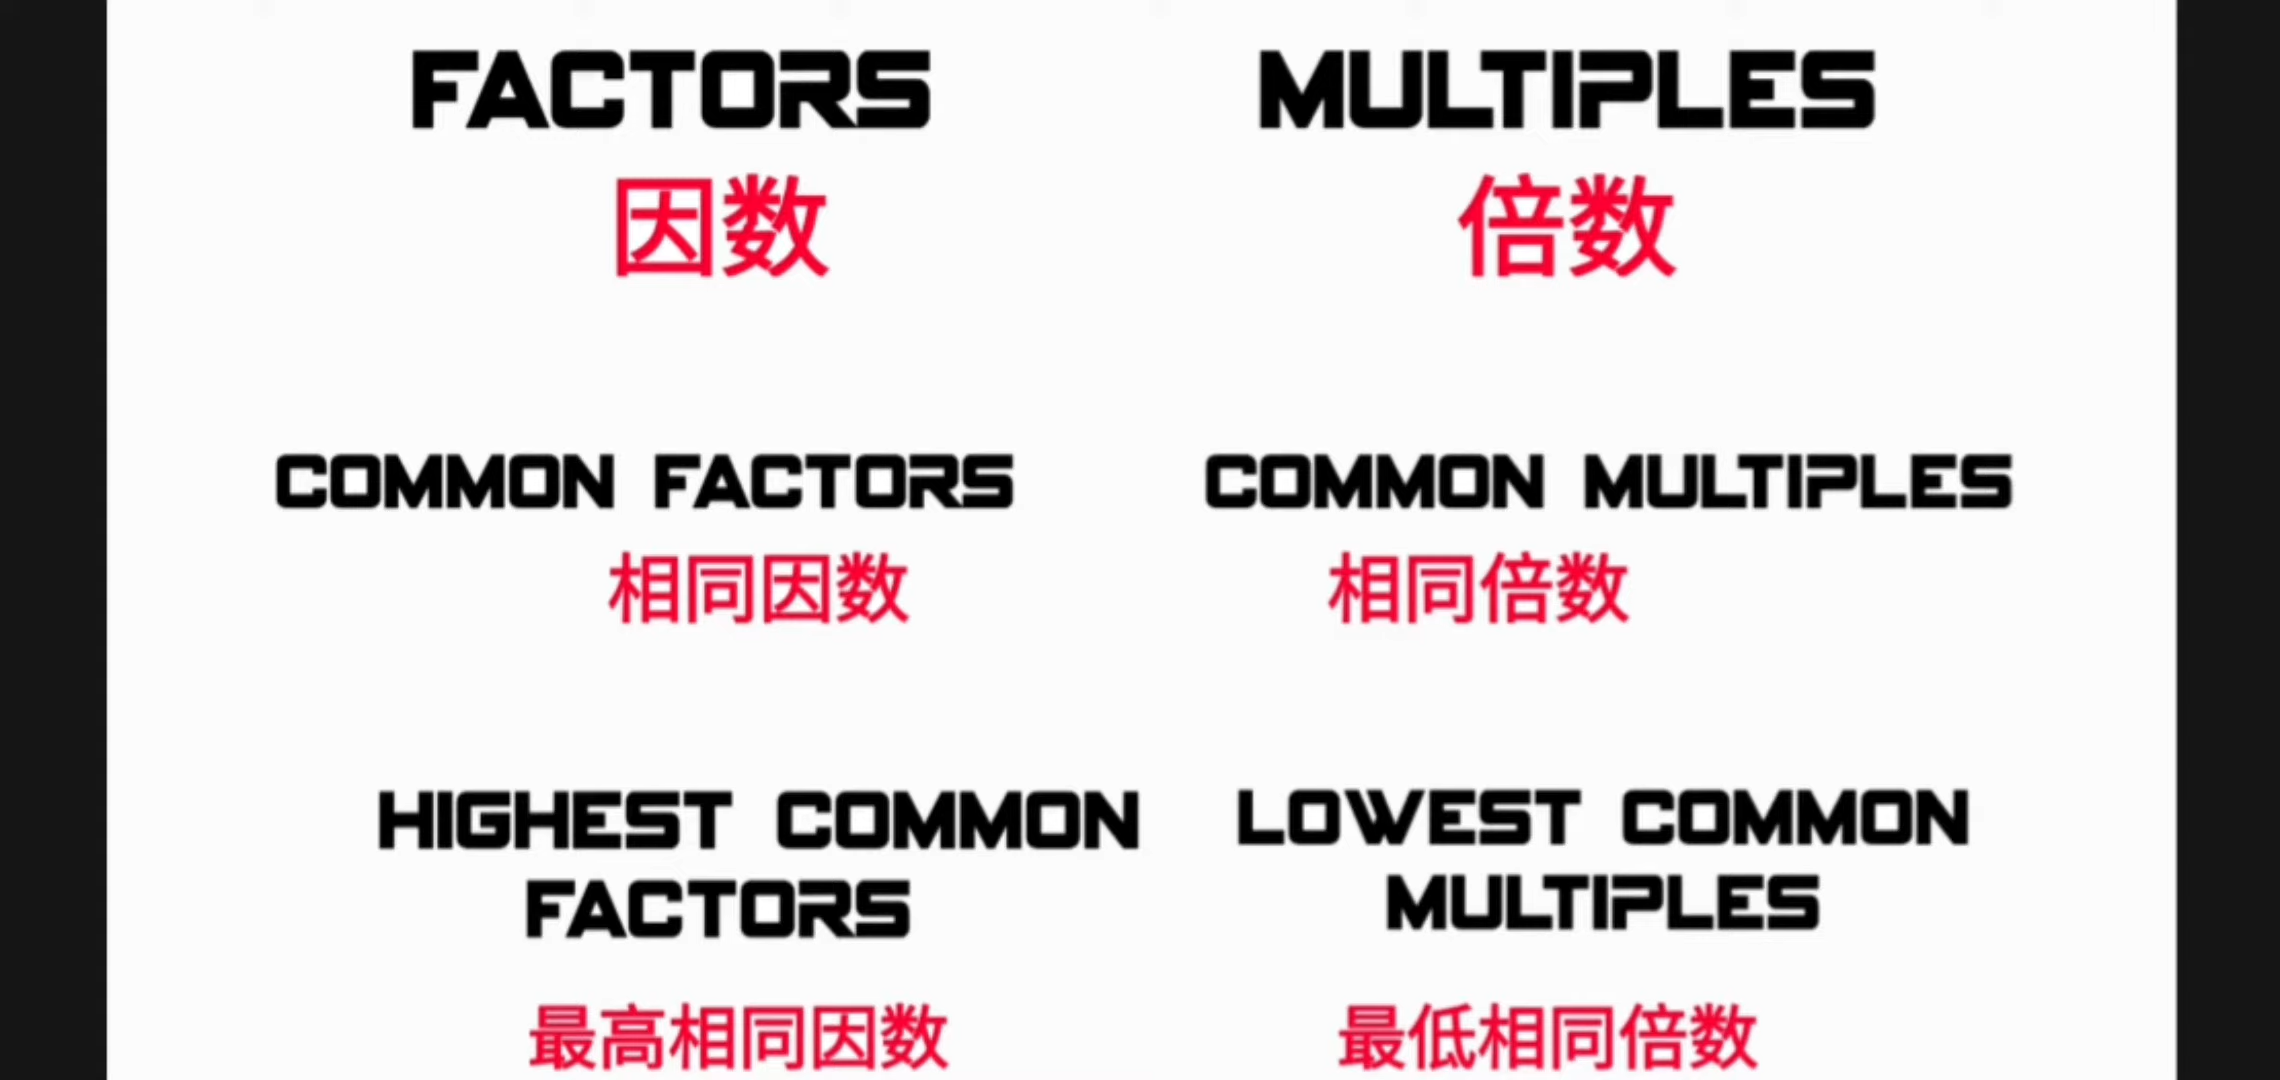 FACTORS
MULTIPLES
因数
倍数
COMMON FACTORS
COMMON MULTIPLES
相同因数
相同倍数
HIGHEST COMMON
FACTORS
LOWEST COMMON
MULTIPLES
最高相同因数
最低相同倍数